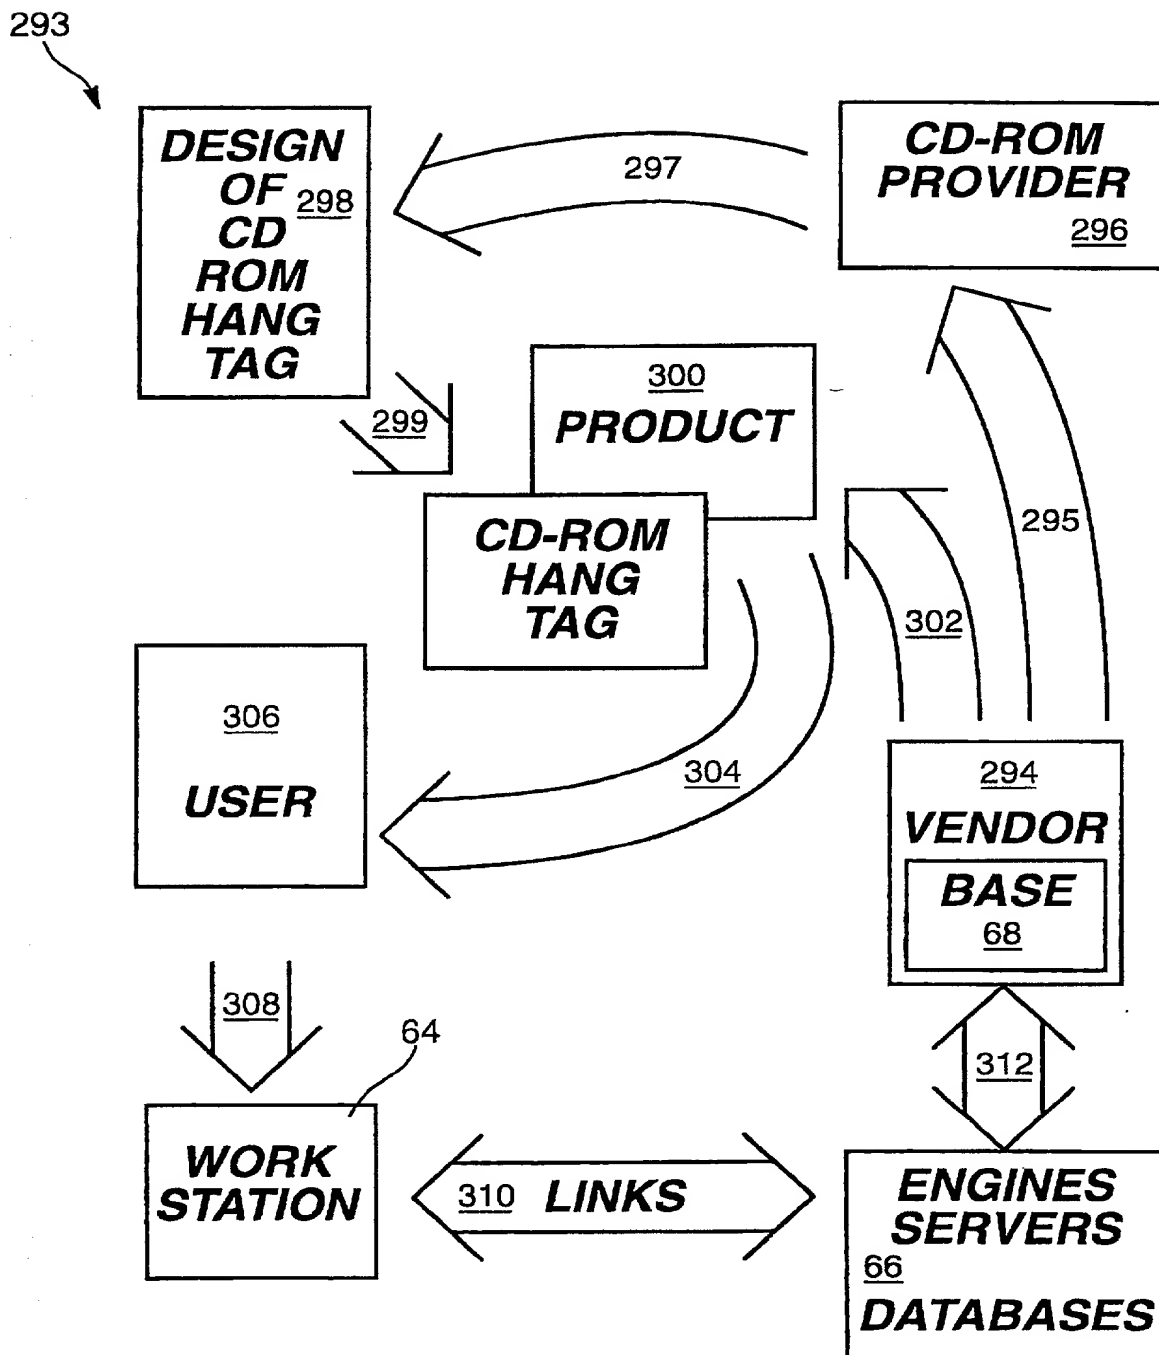 293
DESIGN
OF
298
CD
ROM
HANG
TAG
297
CD-ROM
PROVIDER
296
299
300
PRODUCT
CD-ROM
HANG
TAG
295
302
306
USER
304
294
VENDOR
BASE
68
308
64
312
WORK
STATION
310 LINKS
ENGINES
SERVERS
66
DATABASES